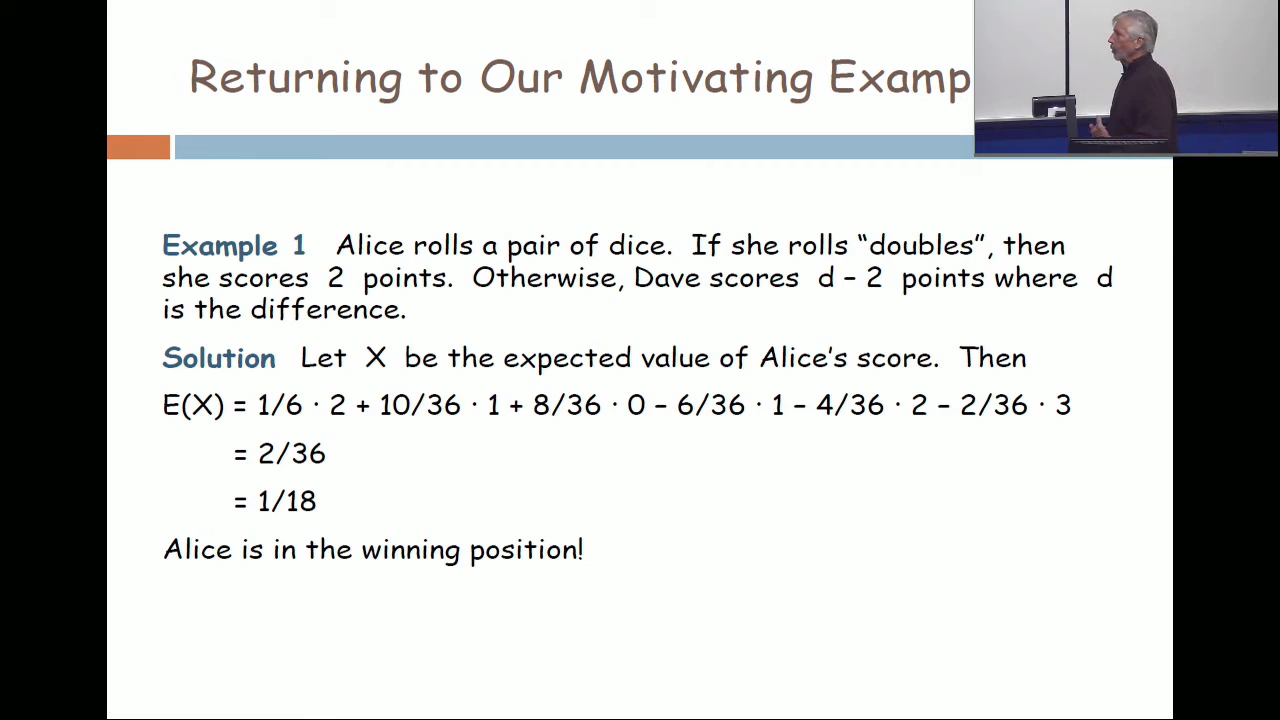 Returning to Our Motivating Examp
Example 1 Alice rolls a pair of dice. If she rolls “doubles”, then
she scores 2 points. Otherwise, Dave scores d – 2 points where d
is the difference.
Solution Let X be the expected value of Alice’s score. Then
E(X) = 1/6 · 2 + 10/36 · 1 + 8/36 · 0 – 6/36 · 1 – 4/36 · 2 – 2/36 · 3
= 2/36
= 1/18
Alice is in the winning position!